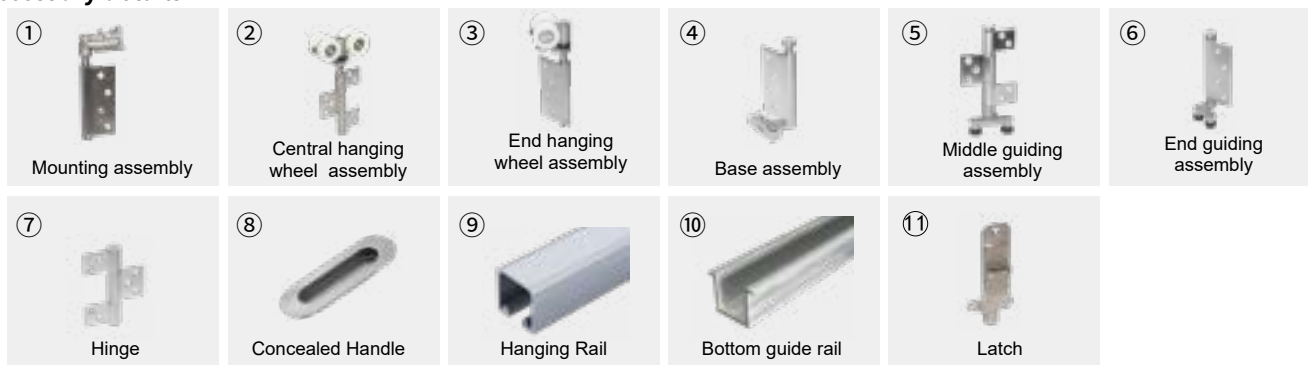 ①
Mounting assembly
②
Central hanging
wheel assembly
③
End hanging
wheel assembly
④
Base assembly
⑤
Middle guiding
assembly
⑥
End guiding
assembly
⑦
Hinge
⑧
Concealed Handle
⑨
Hanging Rail
⑩
Bottom guide rail
⑪
Latch